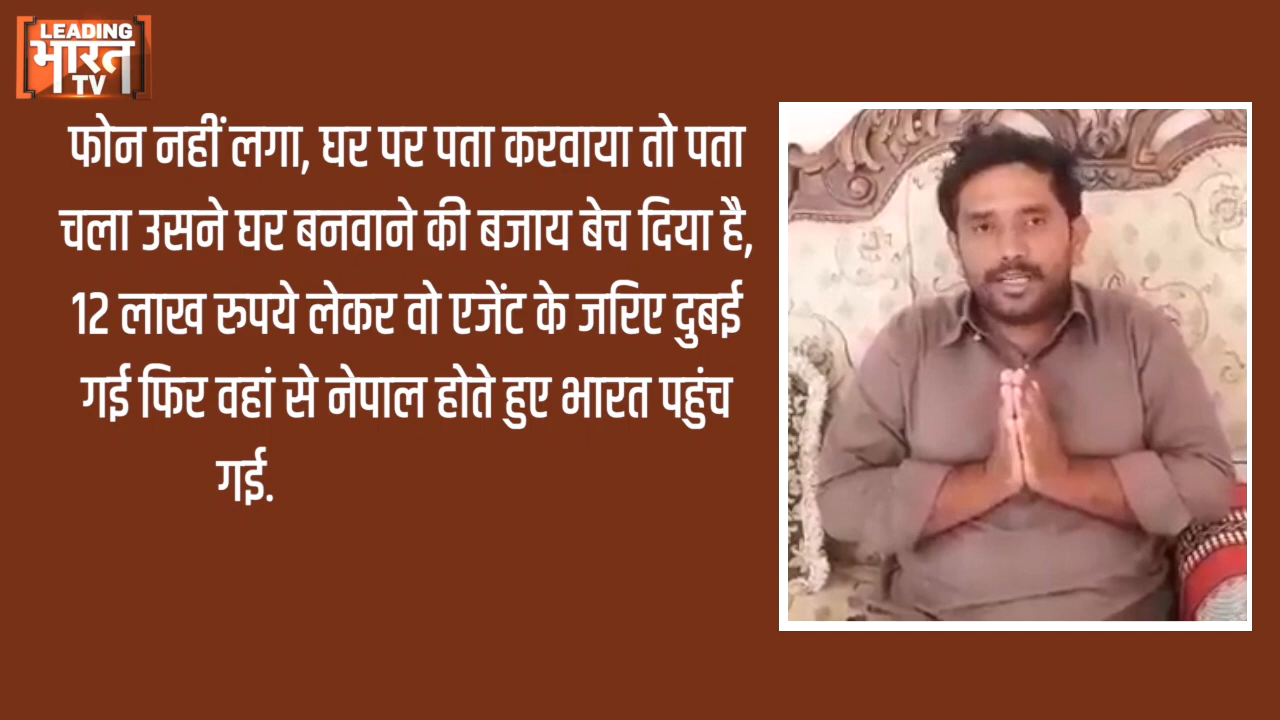 LEADING
भारत
TV
फोन नहीं लगा, घर पर पता करवाया तो पता
चला उसने घर बनवाने की बजाय बेच दिया है,
12 लाख रुपये लेकर वो एजेंट के जरिए दुबई
गई फिर वहां से नेपाल होते हुए भारत पहुंच
गई.